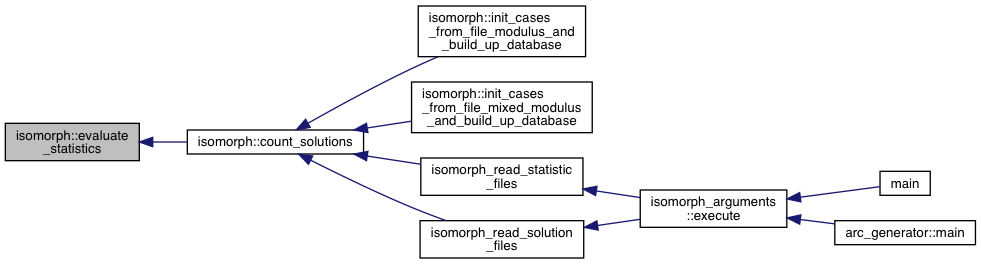 isomorph::init_cases
_from_file_modulus_and
_build_up_database
isomorph::init_cases
_from_file_mixed_modulus
_and_build_up_database
isomorph::evaluate
_statistics
isomorph::count_solutions
isomorph_read_statistic
_files
isomorph_read_solution
_files
isomorph_arguments
::execute
main
arc_generator::main